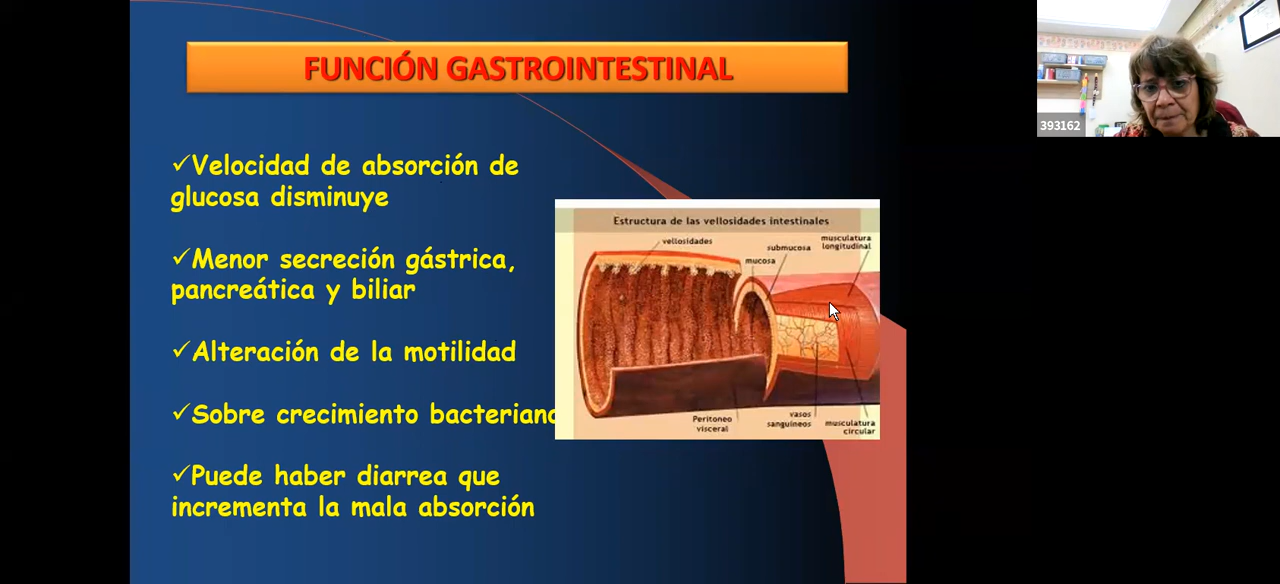 FUNCIÓN GASTROINTESTINAL
✓Velocidad de absorción de
glucosa disminuye
✓Menor secreción gástrica,
pancreática y biliar
✓Alteración de la motilidad
✓Sobre crecimiento bacteriano
✓Puede haber diarrea que
incrementa la mala absorción
Estructura de las vellosidades intestinales
vellosidades
mucosa
submucosa
musculatura
longitudinal
Peritoneo
visceral
vasos
sanguíneos
musculatura
circular
393162